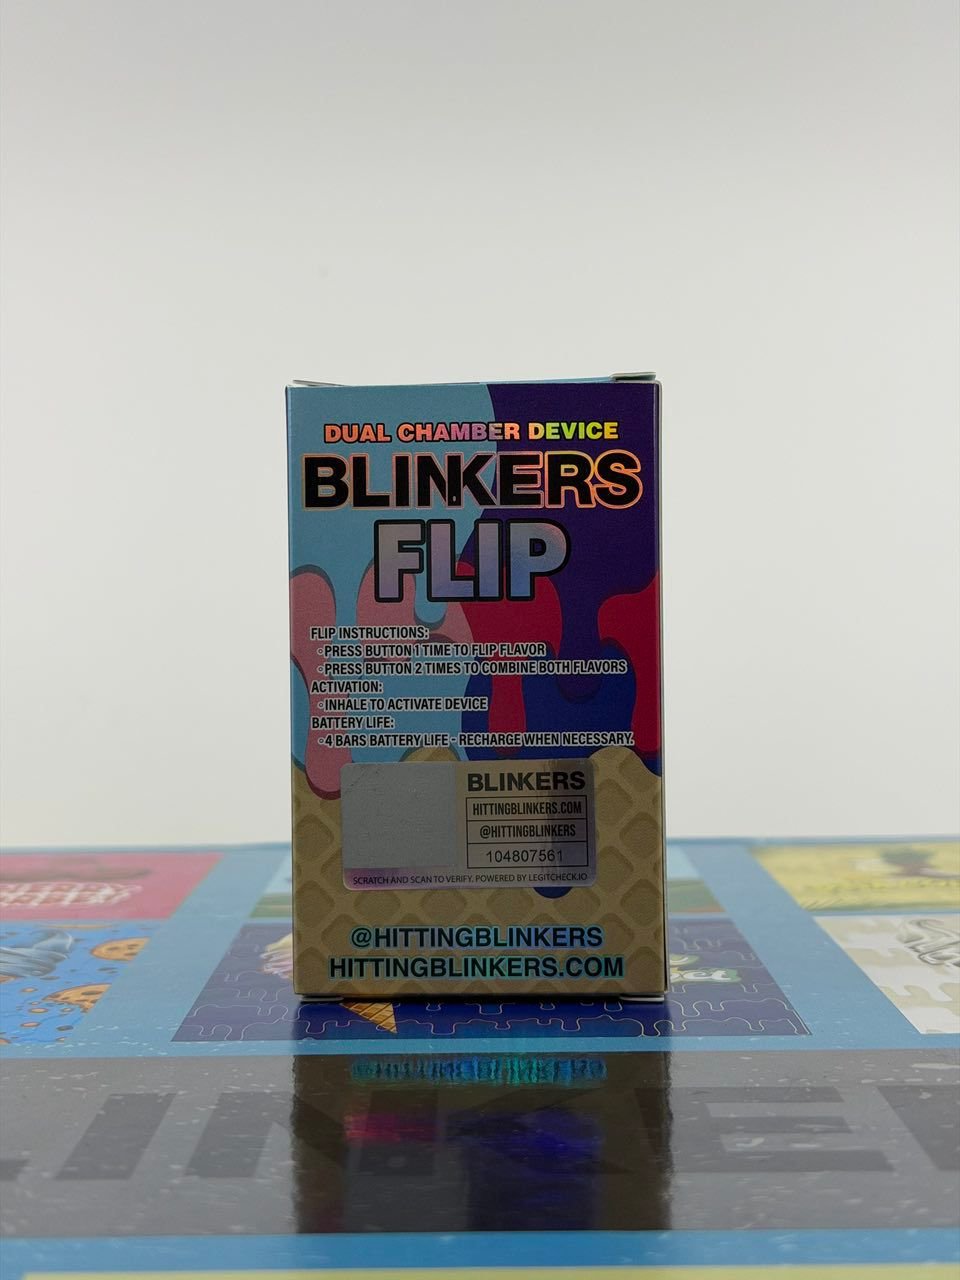 DUAL CHAMBER DEVICE
BLINKERS
FLIP
FLIP INSTRUCTIONS:
◦PRESS BUTTON 1 TIME TO FLIP FLAVOR
◦PRESS BUTTON 2 TIMES TO COMBINE BOTH FLAVORS
ACTIVATION:
◦INHALE TO ACTIVATE DEVICE
BATTERY LIFE:
◦4 BARS BATTERY LIFE - RECHARGE WHEN NECESSARY.
BLINKERS
HITTINGBLINKERS.COM
@HITTINGBLINKERS
104807561
SCRATCH AND SCAN TO VERIFY. POWERED BY LEGITCHECK.IO
@HITTINGBLINKERS
HITTINGBLINKERS.COM